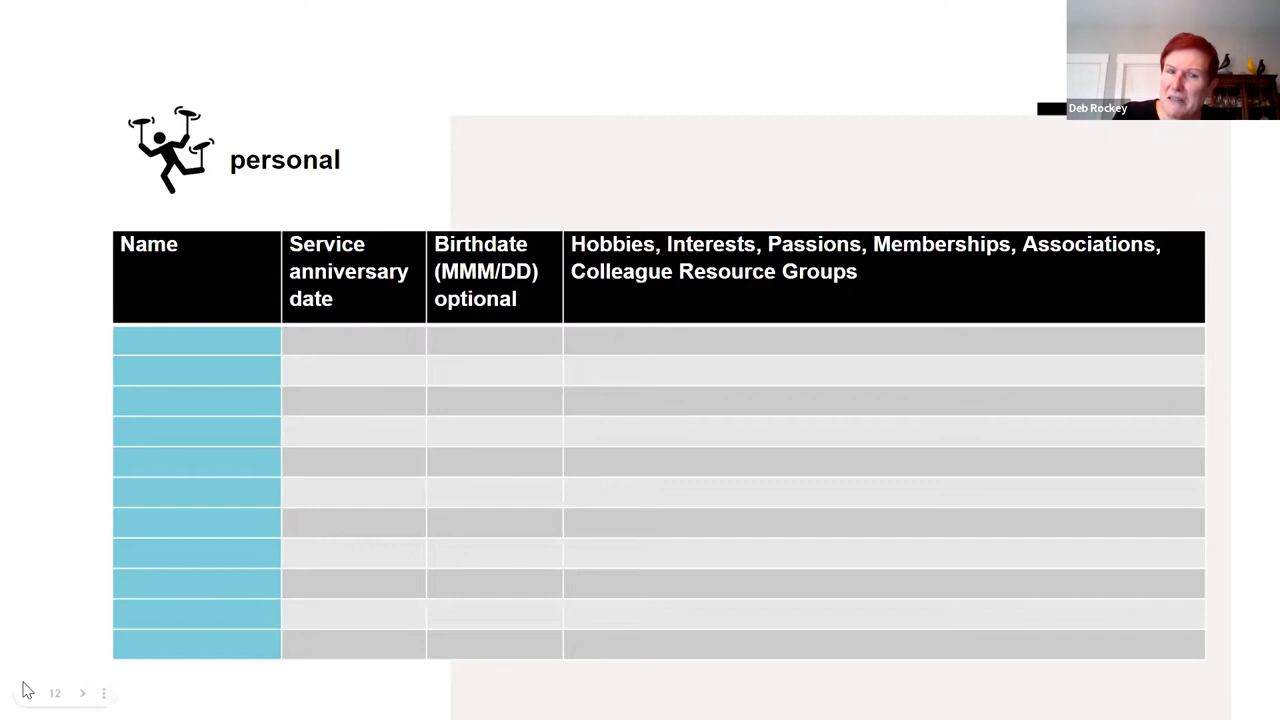 Deb Rockey
personal
Name
Service
anniversary
date
Birthdate
(MMM/DD)
optional
Hobbies, Interests, Passions, Memberships, Associations,
Colleague Resource Groups
12